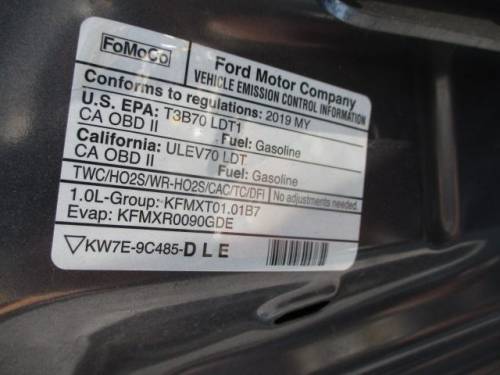 FoMoCo
Ford Motor Company
VEHICLE EMISSION CONTROL INFORMATION
Conforms to regulations: 2019 MY
U.S. EPA: T3B70 LDT1
CA OBD II Fuel: Gasoline
California: ULEV70 LDT
CA OBD II Fuel: Gasoline
TWC/HO2S/WR-HO2S/CAC/TC/DFI No adjustments needed.
1.0L-Group: KFMXT01.01B7
Evap: KFMXR0090GDE
KW7E-9C485-DLE